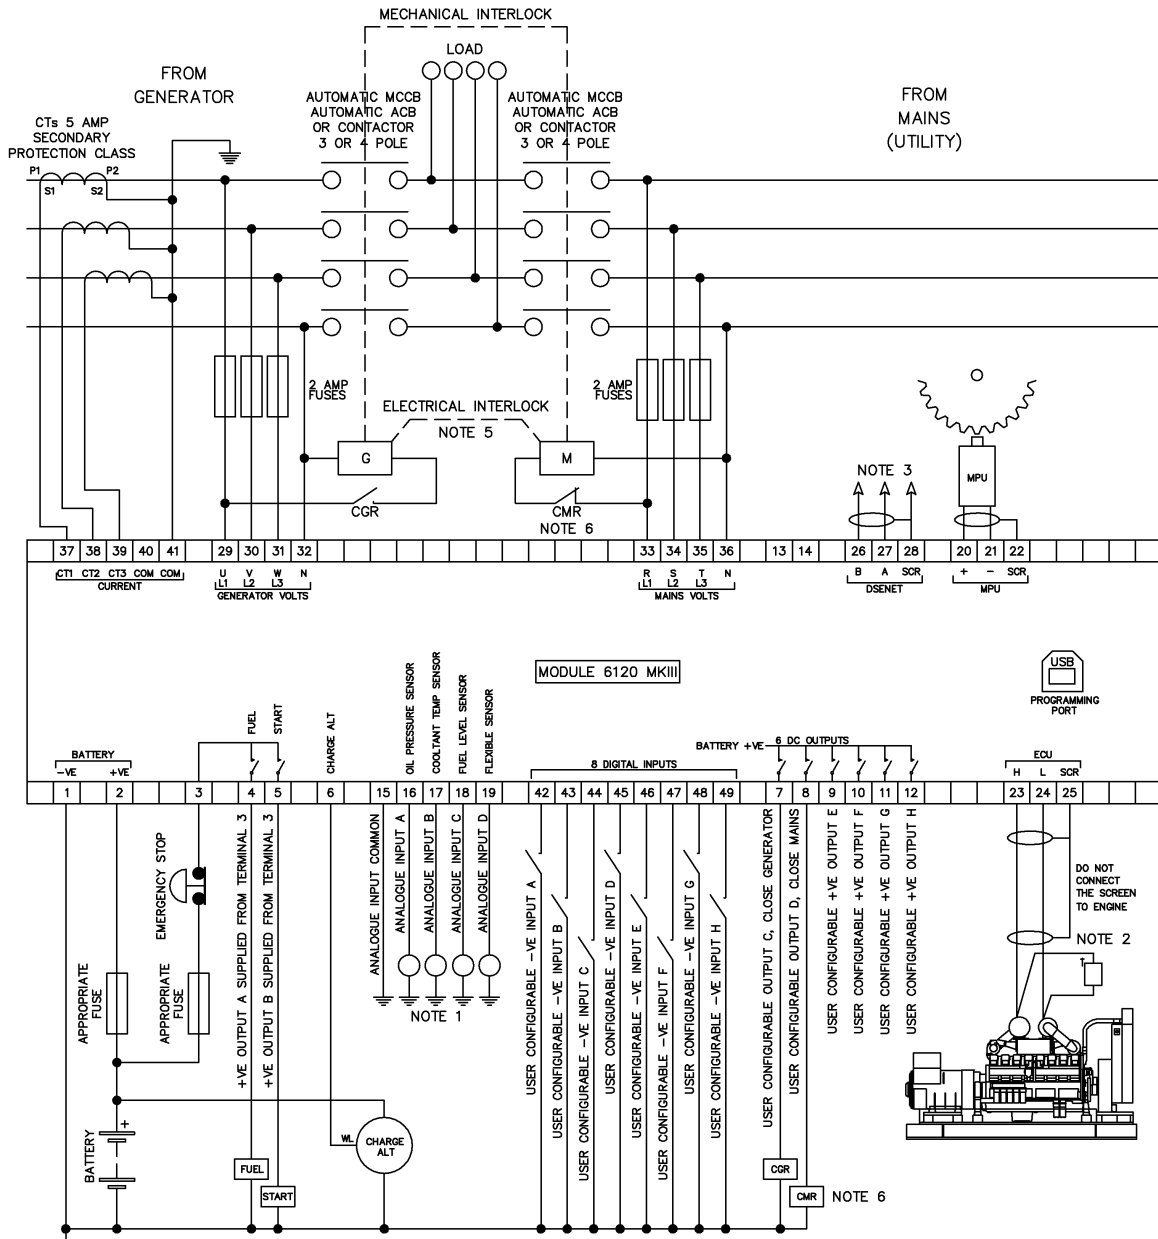 MECHANICAL INTERLOCK
LOAD
FROM
GENERATOR
AUTOMATIC MCCB
AUTOMATIC ACB
OR CONTACTOR
3 OR 4 POLE
AUTOMATIC MCCB
AUTOMATIC ACB
OR CONTACTOR
3 OR 4 POLE
FROM
MAINS
(UTILITY)
CTs 5 AMP
SECONDARY
PROTECTION CLASS
P1 P2
S1 S2
2 AMP
FUSES
2 AMP
FUSES
ELECTRICAL INTERLOCK
NOTE 5
G
M
CGR
CMR
NOTE 6
NOTE 3
MPU
37 38 39 40 41 29 30 31 32 33 34 35 36 13 14 26 27 28 20 21 22
CT1 CT2 CT3 COM COM
CURRENT
U V W N
L1 L2 L3
GENERATOR VOLTS
R S T N
L1 L2 L3
MAINS VOLTS
B A SCR
DSENET
+ − SCR
MPU
MODULE 6120 MKIII
USB
PROGRAMMING
PORT
BATTERY
−VE +VE
FUEL
START
CHARGE ALT
OIL PRESSURE SENSOR
COOLTANT TEMP SENSOR
FUEL LEVEL SENSOR
FLEXIBLE SENSOR
8 DIGITAL INPUTS
BATTERY +VE
6 DC OUTPUTS
ECU
H L SCR
1 2 3 4 5 6 15 16 17 18 19 42 43 44 45 46 47 48 49 7 8 9 10 11 12 23 24 25
EMERGENCY STOP
APPROPRIATE
FUSE
APPROPRIATE
FUSE
+VE OUTPUT A SUPPLIED FROM TERMINAL 3
+VE OUTPUT B SUPPLIED FROM TERMINAL 3
ANALOGUE INPUT COMMON
ANALOGUE INPUT A
ANALOGUE INPUT B
ANALOGUE INPUT C
ANALOGUE INPUT D
NOTE 1
USER CONFIGURABLE −VE INPUT A
USER CONFIGURABLE −VE INPUT B
USER CONFIGURABLE −VE INPUT C
USER CONFIGURABLE −VE INPUT D
USER CONFIGURABLE −VE INPUT E
USER CONFIGURABLE −VE INPUT F
USER CONFIGURABLE −VE INPUT G
USER CONFIGURABLE −VE INPUT H
USER CONFIGURABLE OUTPUT C, CLOSE GENERATOR
USER CONFIGURABLE OUTPUT D, CLOSE MAINS
USER CONFIGURABLE +VE OUTPUT E
USER CONFIGURABLE +VE OUTPUT F
USER CONFIGURABLE +VE OUTPUT G
USER CONFIGURABLE +VE OUTPUT H
DO NOT
CONNECT
THE SCREEN
TO ENGINE
NOTE 2
BATTERY
+
WL
CHARGE
ALT
FUEL
START
CGR
CMR
NOTE 6